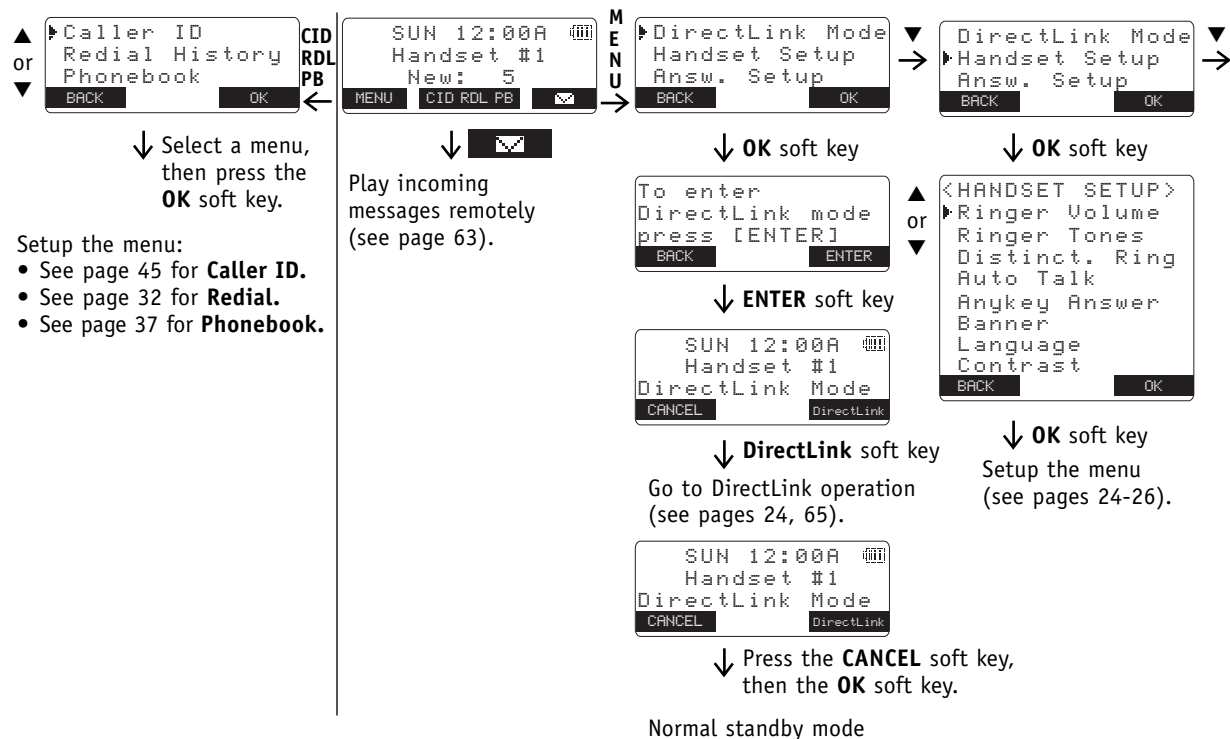 ▲
or
▼
Caller ID
Redial History
Phonebook
BACK OK
CID
RDL
PB
←
↓ Select a menu,
then press the
OK soft key.
Setup the menu:
• See page 45 for Caller ID.
• See page 32 for Redial.
• See page 37 for Phonebook.
SUN 12:00A
Handset #1
New: 5
MENU CID RDL PB
↓
Play incoming
messages remotely
(see page 63).
M
E
N
U
→
DirectLink Mode
Handset Setup
Answ. Setup
BACK OK
↓ OK soft key
To enter
DirectLink mode
press [ENTER]
BACK ENTER
↓ ENTER soft key
SUN 12:00A
Handset #1
DirectLink Mode
CANCEL DirectLink
↓ DirectLink soft key
Go to DirectLink operation
(see pages 24, 65).
SUN 12:00A
Handset #1
DirectLink Mode
CANCEL DirectLink
↓ Press the CANCEL soft key,
then the OK soft key.
Normal standby mode
▼
→
DirectLink Mode
Handset Setup
Answ. Setup
BACK OK
▼
→
↓ OK soft key
▲
or
▼
<HANDSET SETUP>
Ringer Volume
Ringer Tones
Distinct. Ring
Auto Talk
Anykey Answer
Banner
Language
Contrast
BACK OK
↓ OK soft key
Setup the menu
(see pages 24-26).